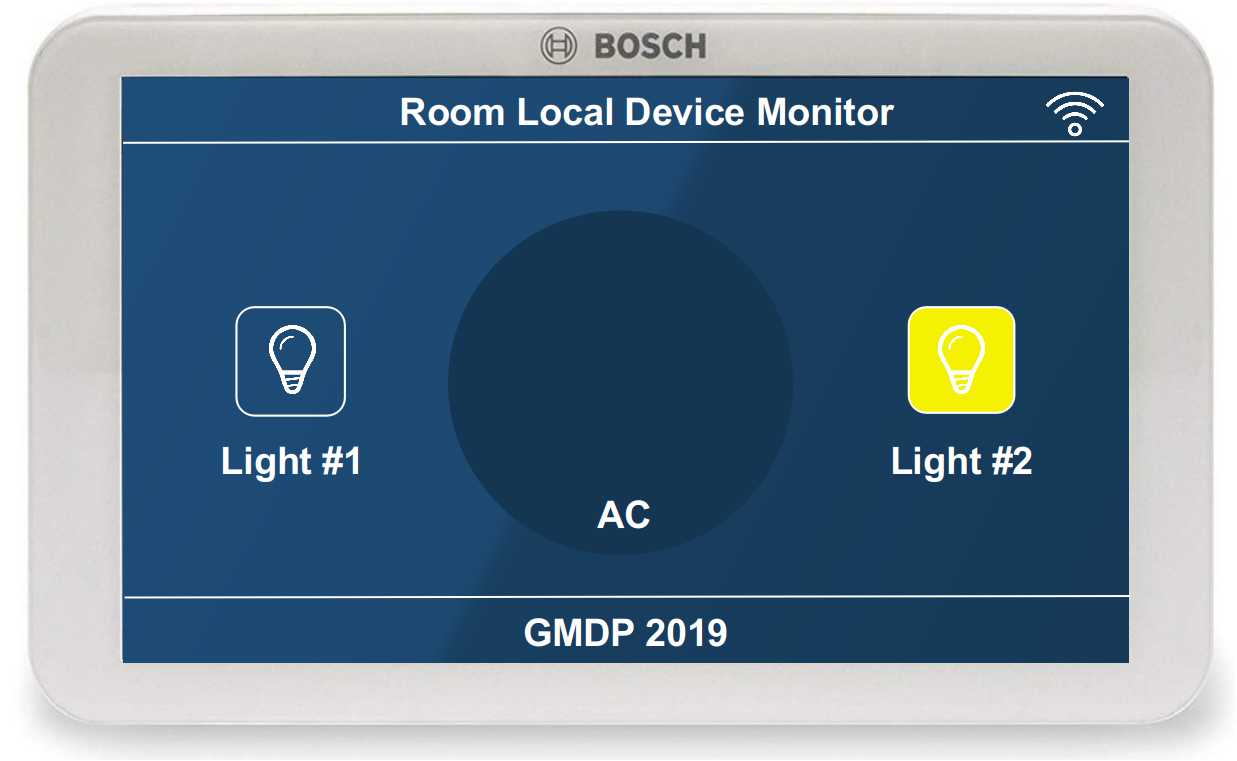 BOSCH
Room Local Device Monitor
Light #1
Light #2
AC
GMDP 2019